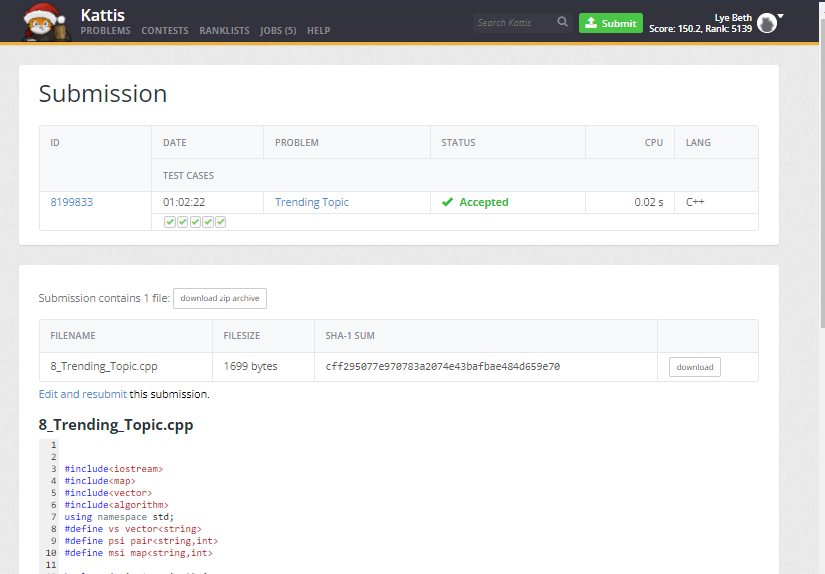 Kattis
PROBLEMS CONTESTS RANKLISTS JOBS (5) HELP
Search Kattis
Submit
Lye Beth
Score: 150.2, Rank: 5139
Submission
ID DATE PROBLEM STATUS CPU LANG
TEST CASES
8199833 01:02:22 Trending Topic Accepted 0.02 s C++
Submission contains 1 file: download zip archive
FILENAME FILESIZE SHA-1 SUM
8_Trending_Topic.cpp 1699 bytes cff295077e970783a2074e43bafbae484d659e70 download
Edit and resubmit this submission.
8_Trending_Topic.cpp
1
2
3 #include<iostream>
4 #include<map>
5 #include<vector>
6 #include<algorithm>
7 using namespace std;
8 #define vs vector<string>
9 #define psi pair<string,int>
10 #define msi map<string,int>
11